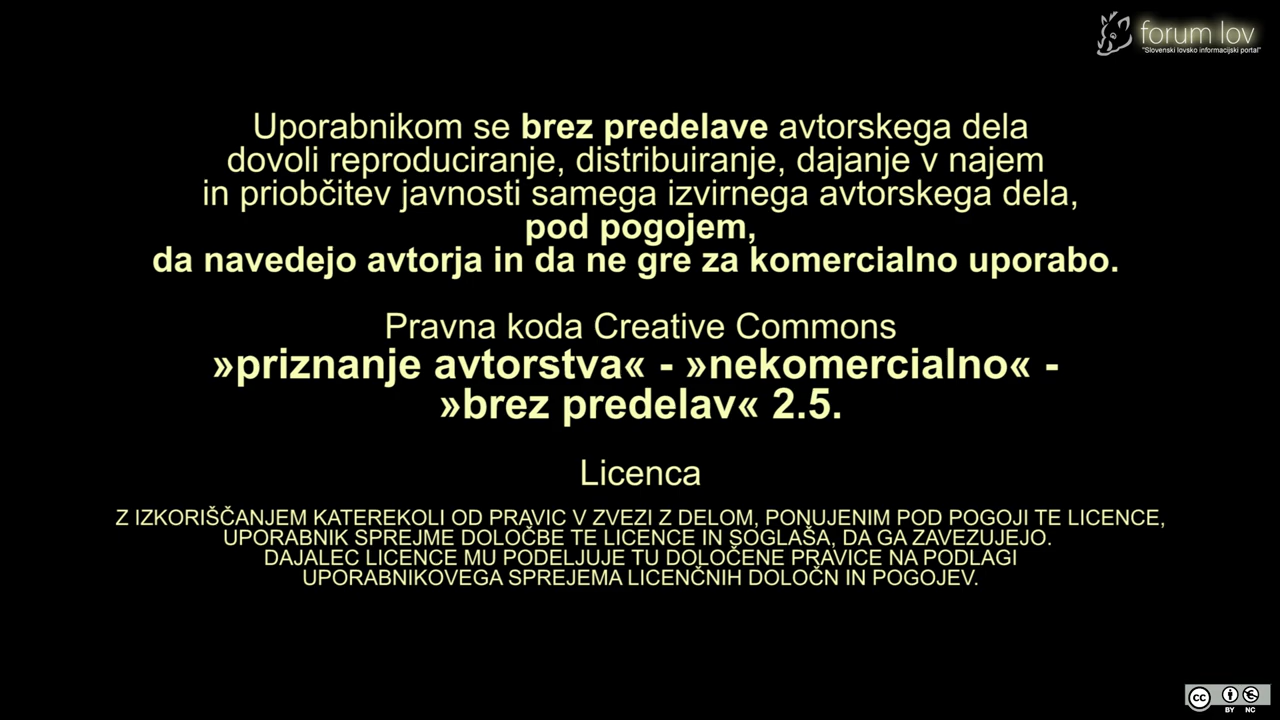 forum lov
"Slovenski lovsko informacijski portal"
Uporabnikom se brez predelave avtorskega dela
dovoli reproduciranje, distribuiranje, dajanje v najem
in priobčitev javnosti samega izvirnega avtorskega dela,
pod pogojem,
da navedejo avtorja in da ne gre za komercialno uporabo.
Pravna koda Creative Commons
»priznanje avtorstva« - »nekomercialno« -
»brez predelav« 2.5.
Licenca
Z IZKORIŠČANJEM KATEREKOLI OD PRAVIC V ZVEZI Z DELOM, PONUJENIM POD POGOJI TE LICENCE,
UPORABNIK SPREJME DOLOČBE TE LICENCE IN SOGLAŠA, DA GA ZAVEZUJEJO.
DAJALEC LICENCE MU PODELJUJE TU DOLOČENE PRAVICE NA PODLAGI
UPORABNIKOVEGA SPREJEMA LICENČNIH DOLOČN IN POGOJEV.
cc
BY NC